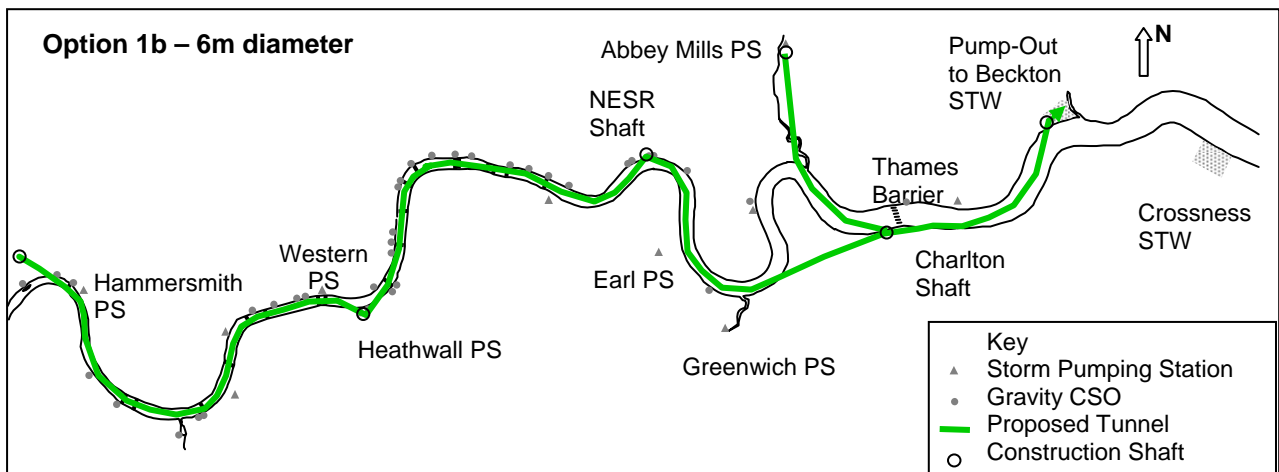 Option 1b – 6m diameter
Abbey Mills PS
Pump-Out
to Beckton
STW
N
NESR
Shaft
Thames
Barrier
Crossness
STW
Hammersmith
PS
Western
PS
Earl PS
Charlton
Shaft
Heathwall PS
Greenwich PS
Key
Storm Pumping Station
Gravity CSO
Proposed Tunnel
Construction Shaft